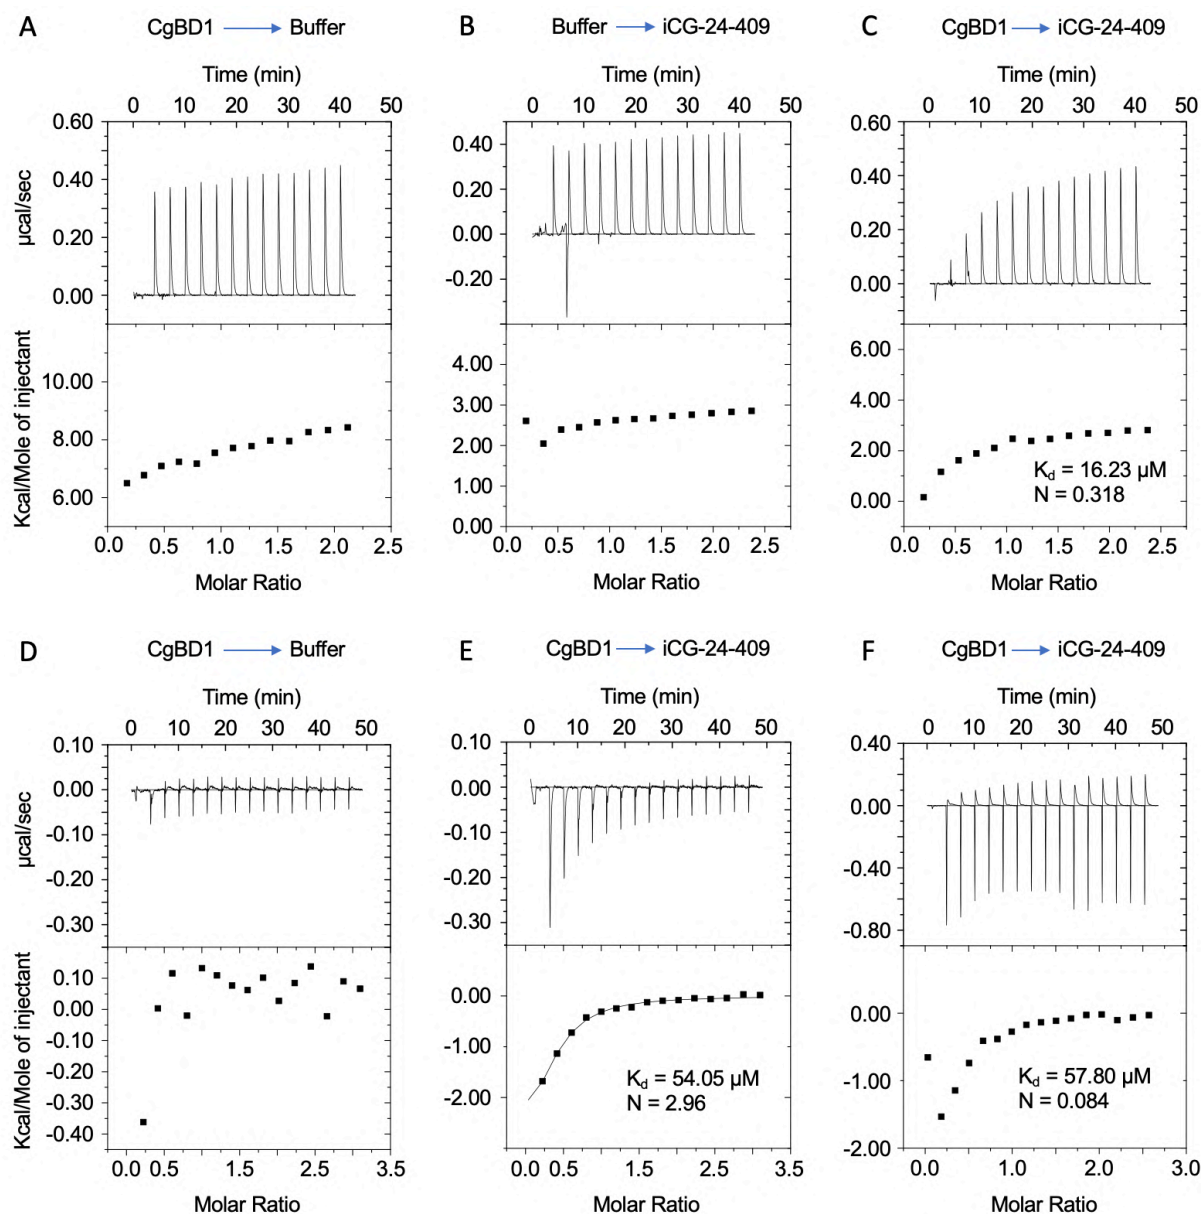 A CgBD1 → Buffer
Time (min)
0 10 20 30 40 50
0.60
0.40
0.20
0.00
µcal/sec
10.00
8.00
6.00
Kcal/Mole of injectant
0.0 0.5 1.0 1.5 2.0 2.5
Molar Ratio
B Buffer → iCG-24-409
Time (min)
0 10 20 30 40 50
0.40
0.20
0.00
-0.20
4.00
3.00
2.00
1.00
0.00
0.0 0.5 1.0 1.5 2.0 2.5
Molar Ratio
C CgBD1 → iCG-24-409
Time (min)
0 10 20 30 40 50
0.60
0.40
0.20
0.00
6.00
4.00
2.00
0.00
Kd = 16.23 µM
N = 0.318
0.0 0.5 1.0 1.5 2.0 2.5
Molar Ratio
D CgBD1 → Buffer
Time (min)
0 10 20 30 40 50
0.10
0.00
-0.10
-0.20
-0.30
µcal/sec
0.10
0.00
-0.10
-0.20
-0.30
-0.40
Kcal/Mole of injectant
0.0 0.5 1.5 2.5 3.5
Molar Ratio
E CgBD1 → iCG-24-409
Time (min)
0 10 20 30 40 50
0.10
0.00
-0.10
-0.20
-0.30
0.00
-1.00
-2.00
Kd = 54.05 µM
N = 2.96
0.0 0.5 1.5 2.5 3.5
Molar Ratio
F CgBD1 → iCG-24-409
Time (min)
0 10 20 30 40 50
0.40
0.00
-0.40
-0.80
0.00
-1.00
-2.00
Kd = 57.80 µM
N = 0.084
0.0 1.0 2.0 3.0
Molar Ratio